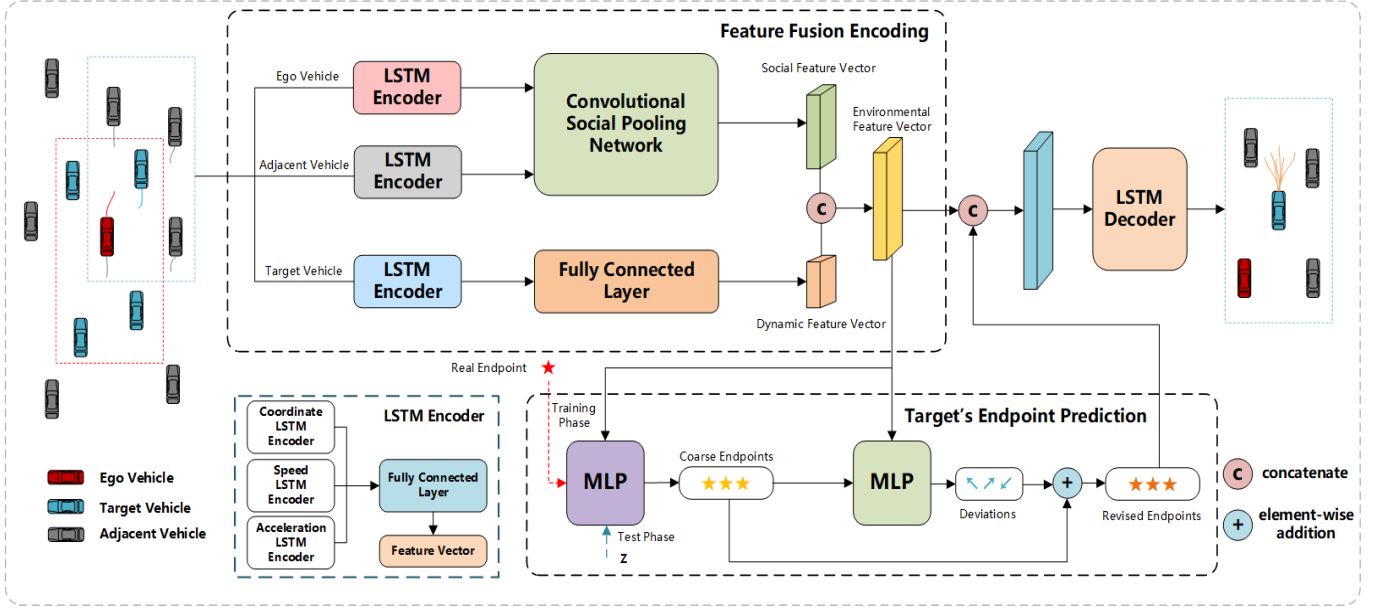 Feature Fusion Encoding
Ego Vehicle
LSTM
Encoder
Convolutional
Social Pooling
Network
Social Feature Vector
Environmental
Feature Vector
Adjacent Vehicle
LSTM
Encoder
C
C
LSTM
Decoder
Target Vehicle
LSTM
Encoder
Fully Connected
Layer
Dynamic Feature Vector
Real Endpoint
Training
Phase
Target's Endpoint Prediction
MLP
Coarse Endpoints
MLP
Deviations
+
Revised Endpoints
Test Phase
Z
LSTM Encoder
Coordinate
LSTM
Encoder
Speed
LSTM
Encoder
Acceleration
LSTM
Encoder
Fully Connected
Layer
Feature Vector
Ego Vehicle
Target Vehicle
Adjacent Vehicle
C
concatenate
+
element-wise
addition